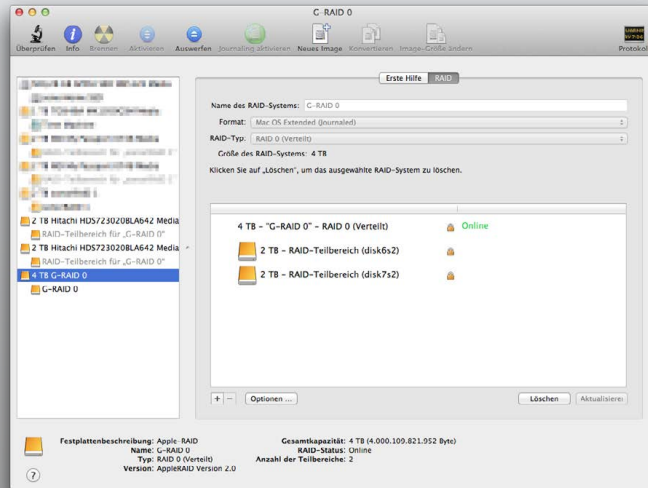 G-RAID 0
Überprüfen Info Brennen Aktivieren Auswerfen Journaling aktivieren Neues Image Konvertieren Image-Größe ändern Protokoll
Erste Hilfe RAID
Name des RAID-Systems: G-RAID 0
Format: Mac OS Extended (Journaled)
RAID-Typ: RAID 0 (Verteilt)
Größe des RAID-Systems: 4 TB
Klicken Sie auf „Löschen“, um das ausgewählte RAID-System zu löschen.
2 TB Hitachi HDS723020BLA642 Media
RAID-Teilbereich für „G-RAID 0“
2 TB Hitachi HDS723020BLA642 Media
RAID-Teilbereich für „G-RAID 0“
4 TB G-RAID 0
G-RAID 0
4 TB - "G-RAID 0" - RAID 0 (Verteilt) Online
2 TB - RAID-Teilbereich (disk6s2)
2 TB - RAID-Teilbereich (disk7s2)
+ - Optionen ... Löschen Aktualisieren
Festplattenbeschreibung: Apple-RAID
Name: G-RAID 0
Typ: RAID 0 (Verteilt)
Version: AppleRAID Version 2.0
Gesamtkapazität: 4 TB (4.000.109.821.952 Byte)
RAID-Status: Online
Anzahl der Teilbereiche: 2
?